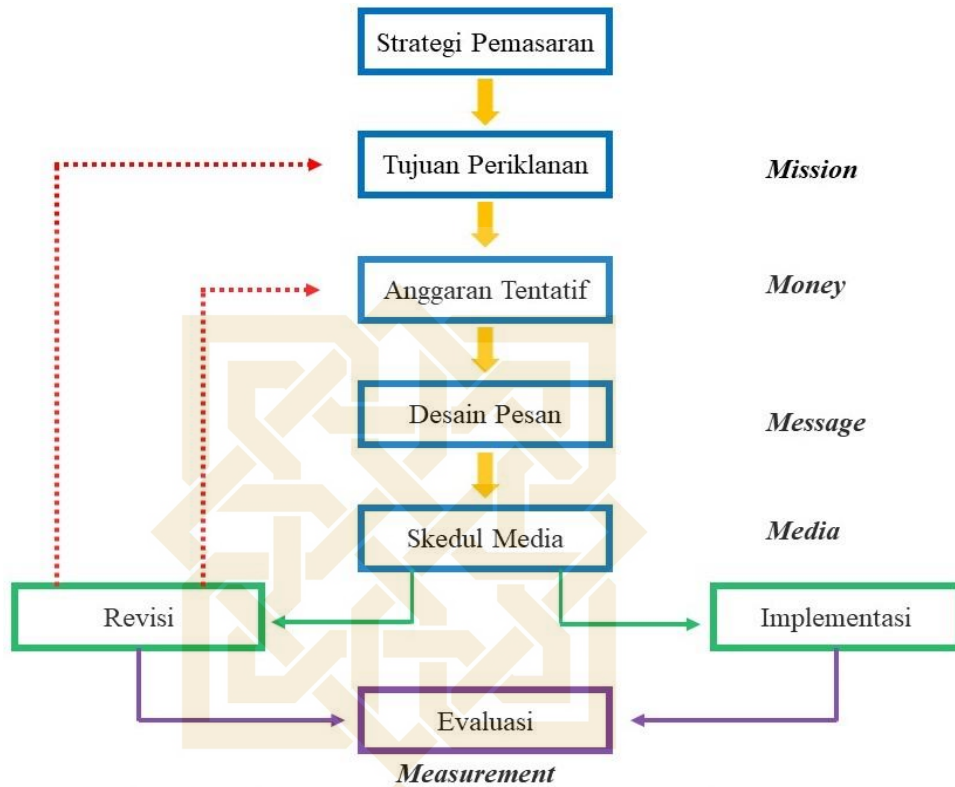 Strategi Pemasaran
Tujuan Periklanan
Mission
Anggaran Tentatif
Money
Desain Pesan
Message
Skedul Media
Media
Revisi
Implementasi
Evaluasi
Measurement